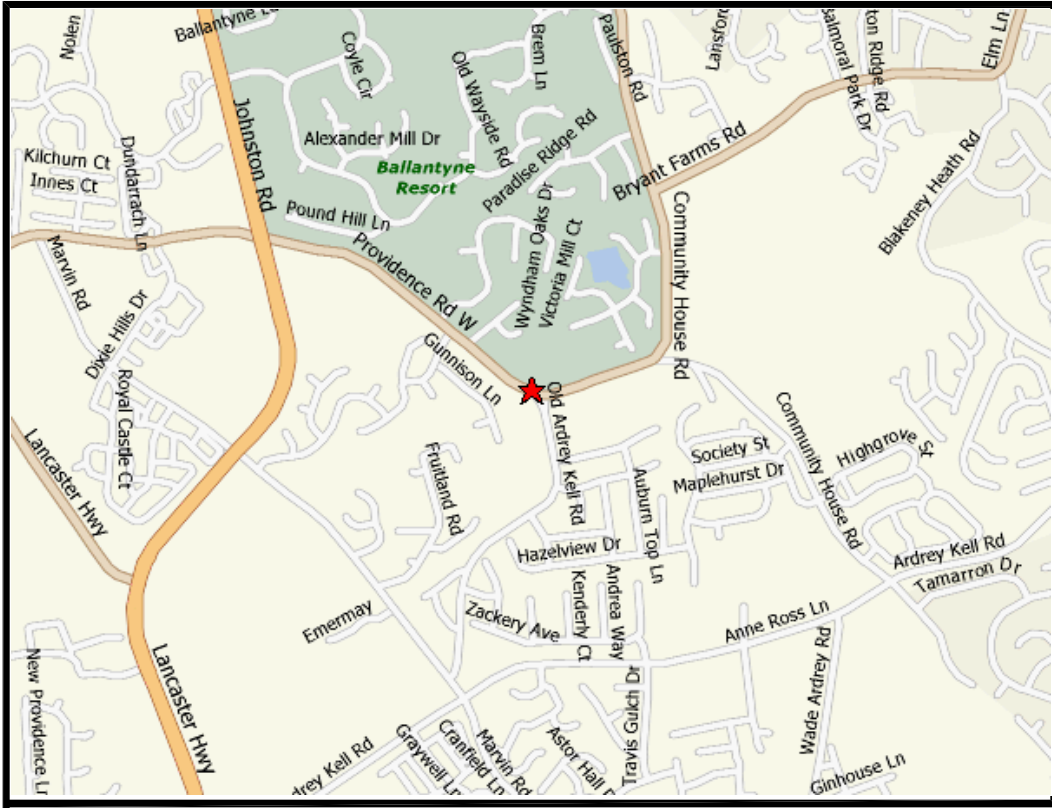 Nolen
Ballantyne
Coyle Cir
Brem Ln
Old Wayside Rd
Paulston Rd
Lansford
Balmoral Park Dr
ton Ridge Rd
Elm Ln
Johnston Rd
Alexander Mill Dr
Ballantyne
Resort
Paradise Ridge Rd
Bryant Farms Rd
Kilchurn Ct
Innes Ct
Dundarrach Ln
Pound Hill Ln
Providence Rd W
Wyndham Oaks Dr
Victoria Mill Ct
Community House Rd
Blakeney Heath Rd
Marvin Rd
Dixie Hills Dr
Gunnison Ln
Royal Castle Ct
Old Ardrey Kell Rd
Community House Rd
Society St
Maplehurst Dr
Highgrove St
Lancaster Hwy
Fruitland Rd
Auburn Top Ln
Hazelview Dr
Ardrey Kell Rd
Tamarron Dr
Kenderly Ct
Andrea Way
Emermay
Zackery Ave
Anne Ross Ln
Wade Ardrey Rd
New Providence Ln
Lancaster Hwy
Travis Gulch Dr
drey Kell Rd
Graywell Ln
Cranfield Ln
Marvin Rd
Astor Hall
Ginhouse Ln